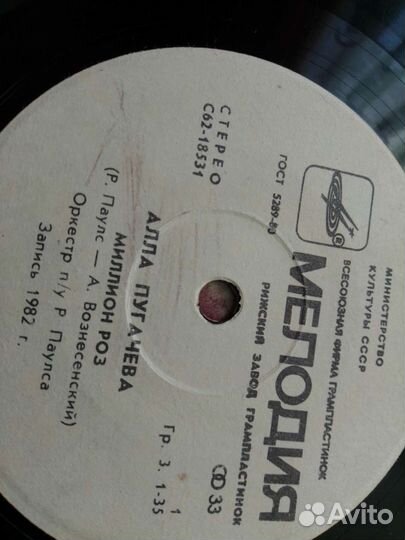 МИНИСТЕРСТВО
КУЛЬТУРЫ СССР
ВСЕСОЮЗНАЯ ФИРМА ГРАМПЛАСТИНОК
®
МЕЛОДИЯ
РИЖСКИЙ ЗАВОД ГРАМПЛАСТИНОК
ГОСТ 5289-80
33
СТЕРЕО
С62-18531
1
Гр. 3. 1-35
АЛЛА ПУГАЧЕВА
МИЛЛИОН РОЗ
(Р. Паулс — А. Вознесенский)
Оркестр п/у Р. Паулса
Запись 1982 г.
Avito